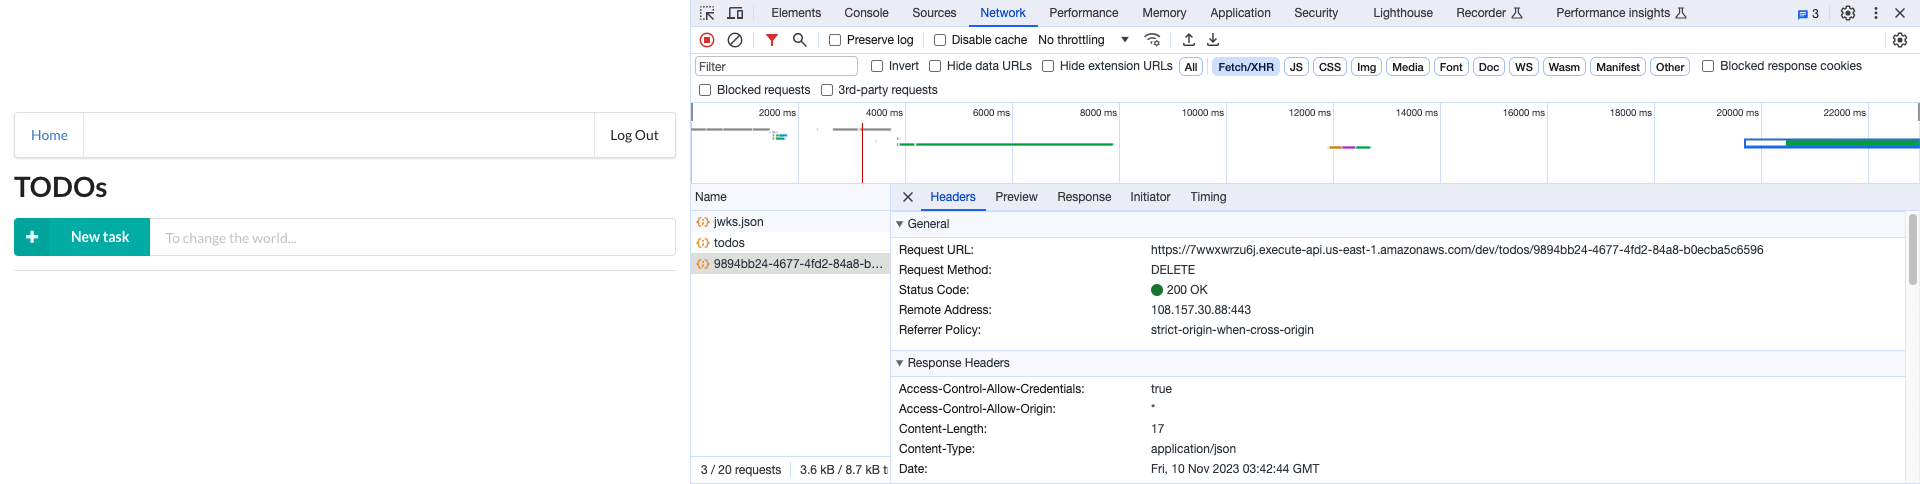 Home
Log Out
TODOs
New task
To change the world...
Elements Console Sources Network Performance Memory Application Security Lighthouse Recorder Performance insights 3
Preserve log Disable cache No throttling
Filter Invert Hide data URLs Hide extension URLs All Fetch/XHR JS CSS Img Media Font Doc WS Wasm Manifest Other Blocked response cookies
Blocked requests 3rd-party requests
2000 ms 4000 ms 6000 ms 8000 ms 10000 ms 12000 ms 14000 ms 16000 ms 18000 ms 20000 ms 22000 ms
Name
jwks.json
todos
9894bb24-4677-4fd2-84a8-b...
3 / 20 requests 3.6 kB / 8.7 kB t
Headers Preview Response Initiator Timing
General
Request URL: https://7wwxwrzu6j.execute-api.us-east-1.amazonaws.com/dev/todos/9894bb24-4677-4fd2-84a8-b0ecba5c6596
Request Method: DELETE
Status Code: 200 OK
Remote Address: 108.157.30.88:443
Referrer Policy: strict-origin-when-cross-origin
Response Headers
Access-Control-Allow-Credentials: true
Access-Control-Allow-Origin: *
Content-Length: 17
Content-Type: application/json
Date: Fri, 10 Nov 2023 03:42:44 GMT